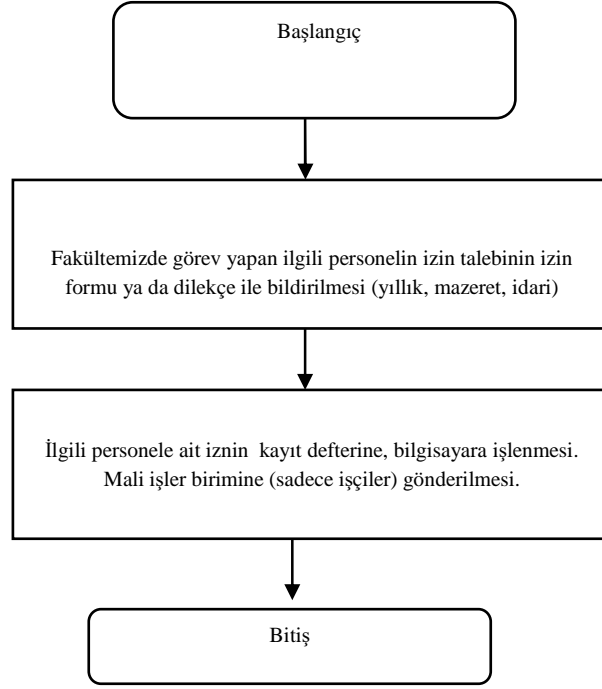 Başlangıç
Fakültemizde görev yapan ilgili personelin izin talebinin izin
formu ya da dilekçe ile bildirilmesi (yıllık, mazeret, idari)
İlgili personele ait iznin kayıt defterine, bilgisayara işlenmesi.
Mali işler birimine (sadece işçiler) gönderilmesi.
Bitiş